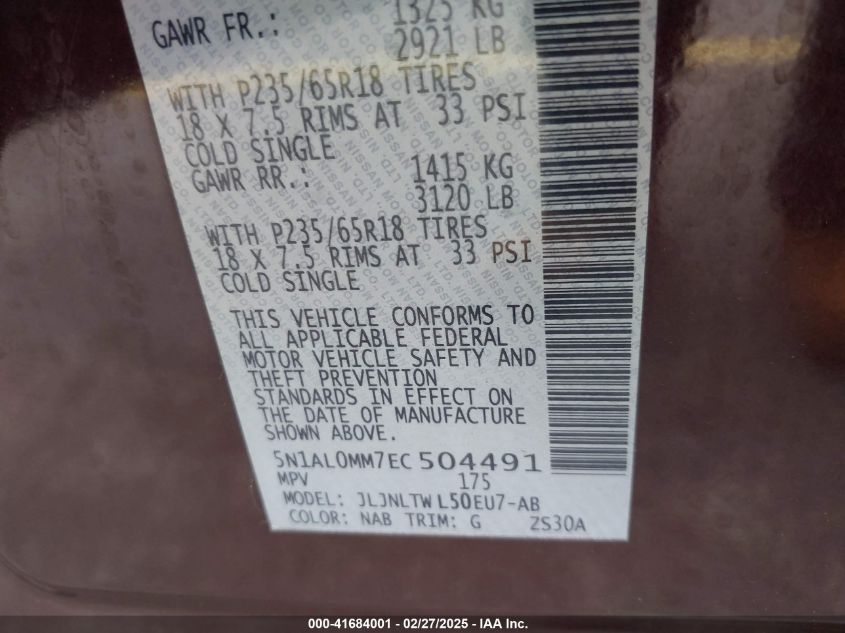 GAWR FR.: 1325 KG
2921 LB
WITH P235/65R18 TIRES
18 X 7.5 RIMS AT 33 PSI
COLD SINGLE
GAWR RR.: 1415 KG
3120 LB
WITH P235/65R18 TIRES
18 X 7.5 RIMS AT 33 PSI
COLD SINGLE
THIS VEHICLE CONFORMS TO
ALL APPLICABLE FEDERAL
MOTOR VEHICLE SAFETY AND
THEFT PREVENTION
STANDARDS IN EFFECT ON
THE DATE OF MANUFACTURE
SHOWN ABOVE.
5N1AL0MM7EC 504491
MPV 175
MODEL: JLJNLTW L50EU7-AB
COLOR: NAB TRIM: G ZS30A
000-41684001 - 02/27/2025 - IAA Inc.